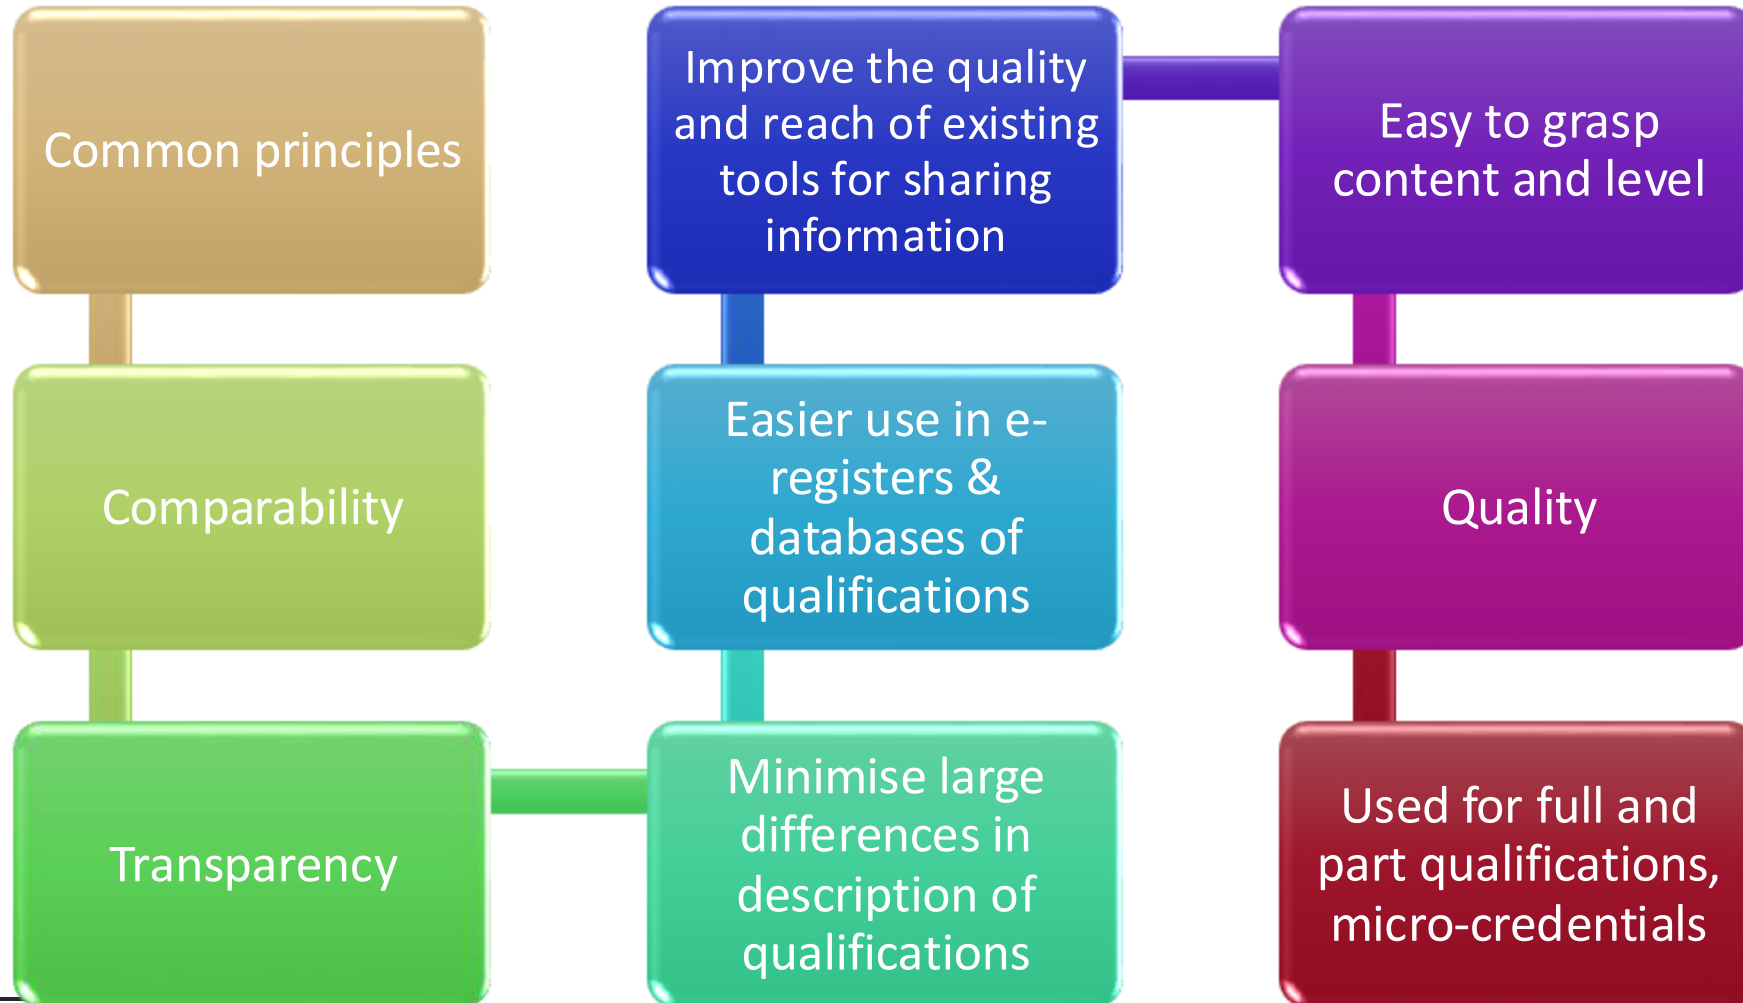 Common principles
Comparability
Transparency
Minimise large
differences in
description of
qualifications
Easier use in e-
registers &
databases of
qualifications
Improve the quality
and reach of existing
tools for sharing
information
Easy to grasp
content and level
Quality
Used for full and
part qualifications,
micro-credentials